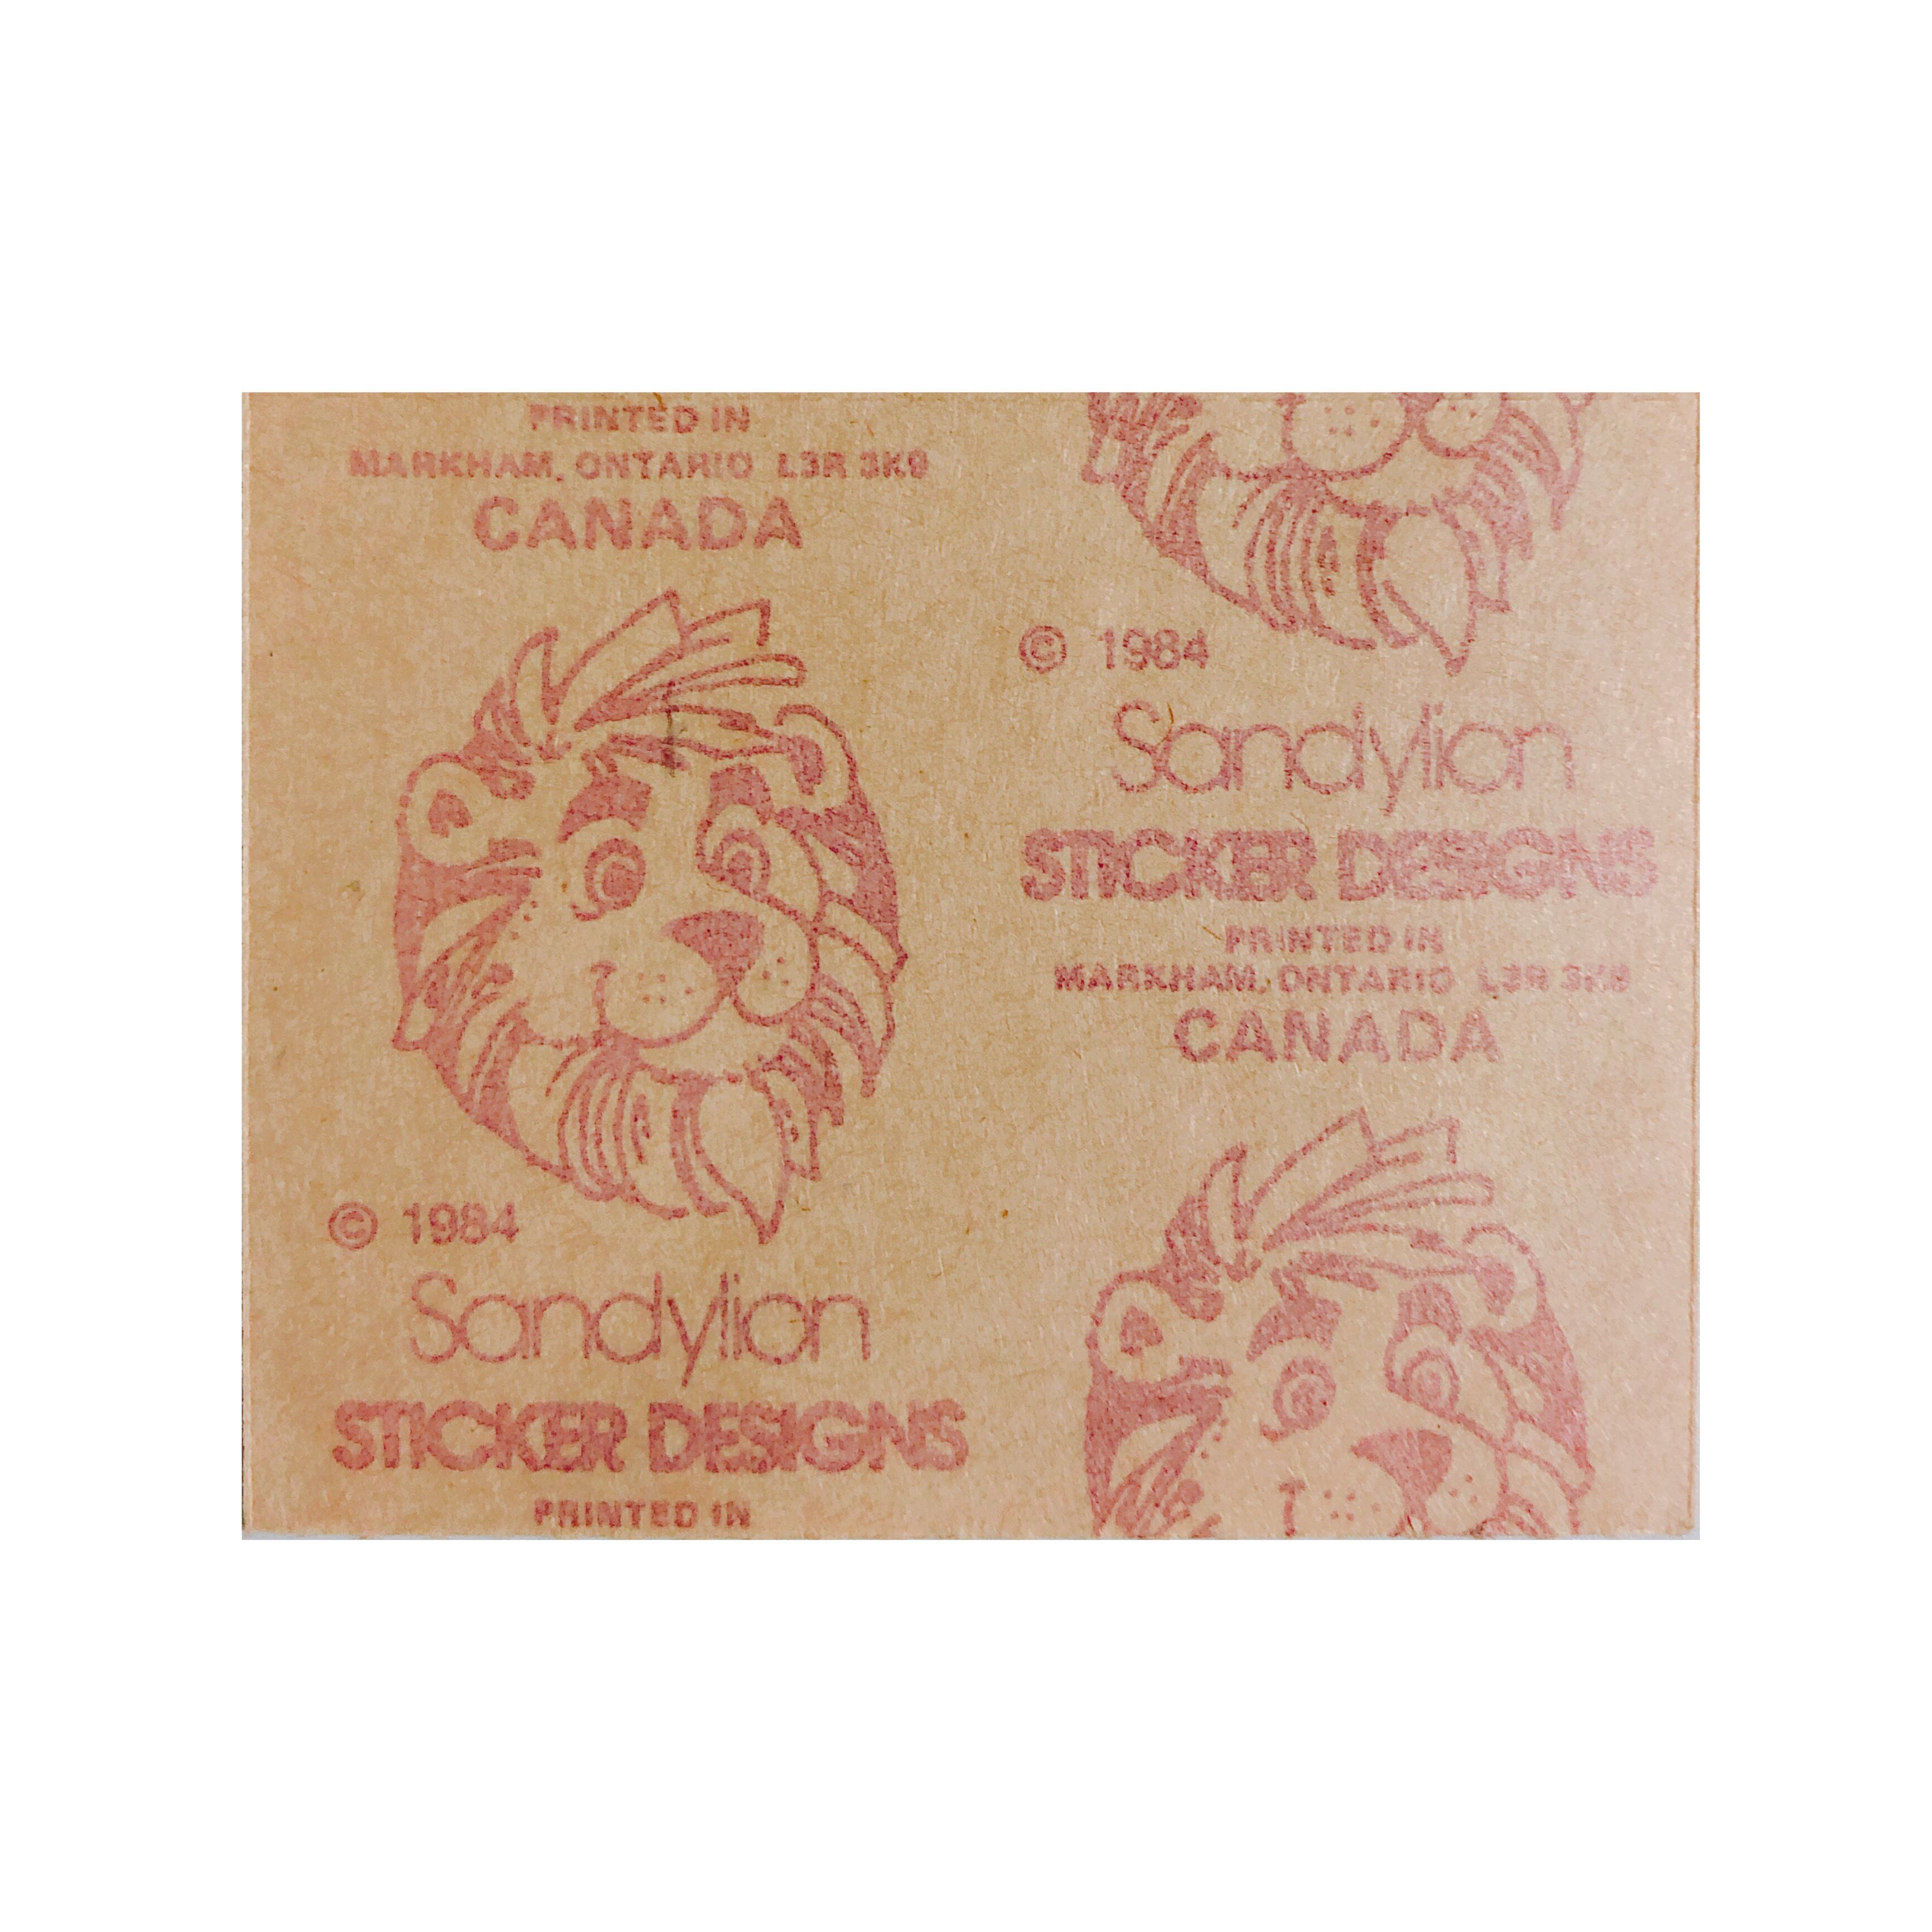 PRINTED IN
MARKHAM, ONTARIO L3R 3K9
CANADA
© 1984
Sandylion
STICKER DESIGNS
PRINTED IN
© 1984
Sandylion
STICKER DESIGNS
PRINTED IN
MARKHAM, ONTARIO L3R 3K9
CANADA